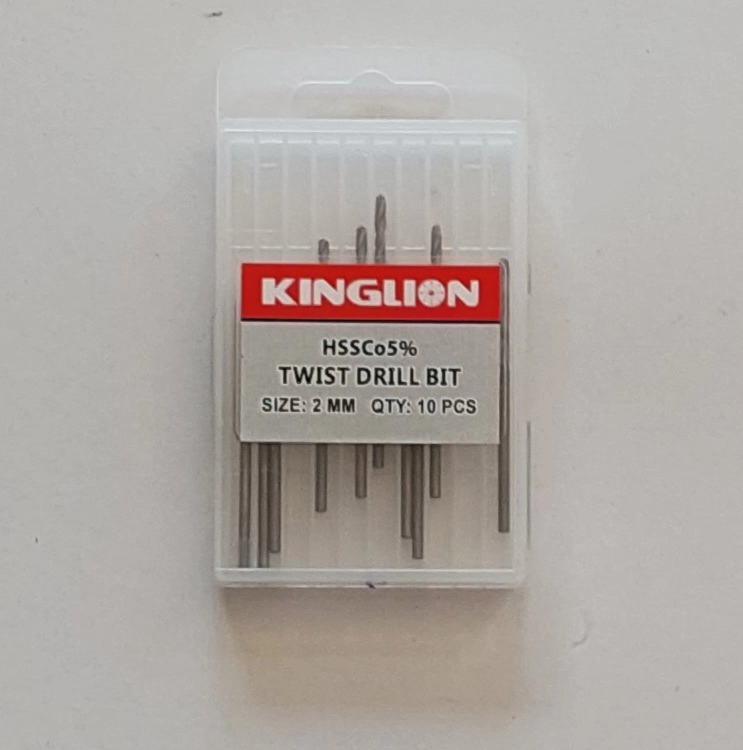 KINGLION
HSSCo5%
TWIST DRILL BIT
SIZE: 2 MM QTY: 10 PCS